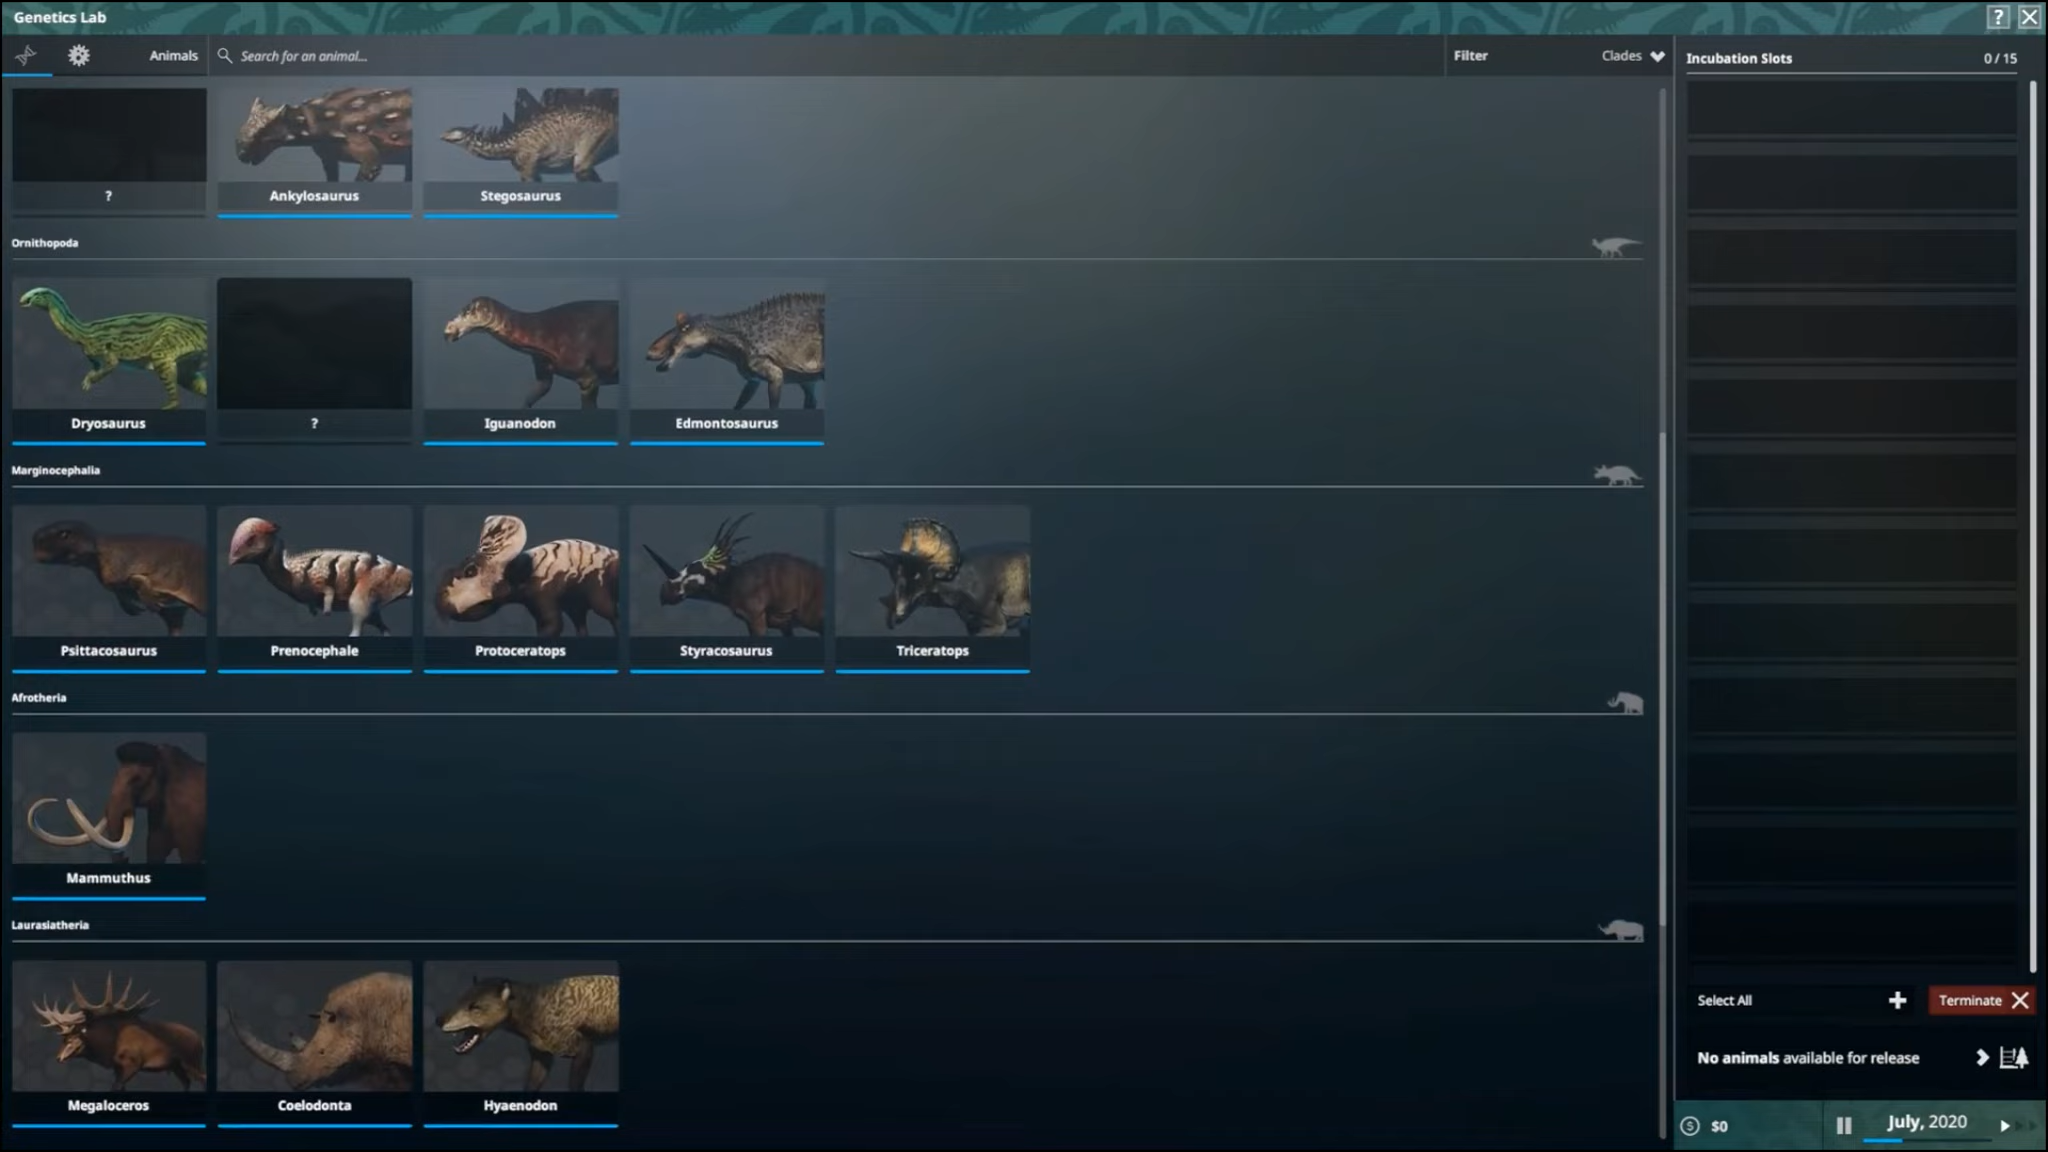 Genetics Lab
?
Animals
Search for an animal...
Filter
Clades
Incubation Slots
0 / 15
?
Ankylosaurus
Stegosaurus
Ornithopoda
Dryosaurus
?
Iguanodon
Edmontosaurus
Marginocephalia
Psittacosaurus
Prenocephale
Protoceratops
Styracosaurus
Triceratops
Afrotheria
Mammuthus
Laurasiatheria
Megaloceros
Coelodonta
Hyaenodon
Select All
Terminate
No animals available for release
$0
July, 2020